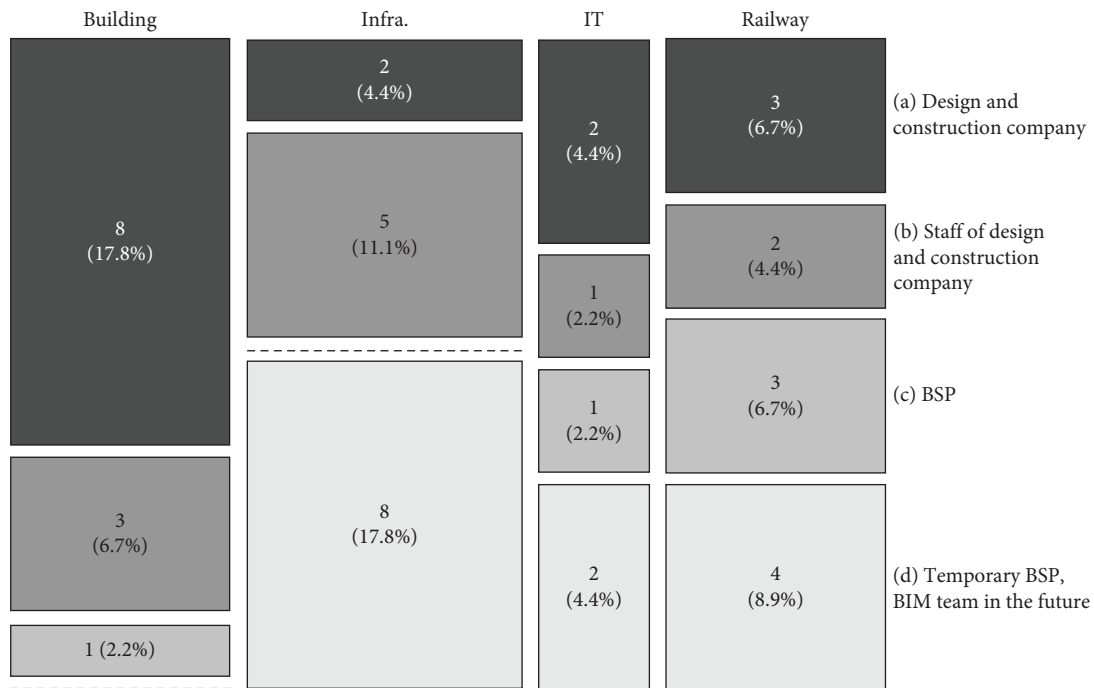 Building
Infra.
IT
Railway
8
(17.8%)
3
(6.7%)
1 (2.2%)
2
(4.4%)
5
(11.1%)
8
(17.8%)
2
(4.4%)
1
(2.2%)
1
(2.2%)
2
(4.4%)
3
(6.7%)
2
(4.4%)
3
(6.7%)
4
(8.9%)
(a) Design and
construction company
(b) Staff of design
and construction
company
(c) BSP
(d) Temporary BSP,
BIM team in the future